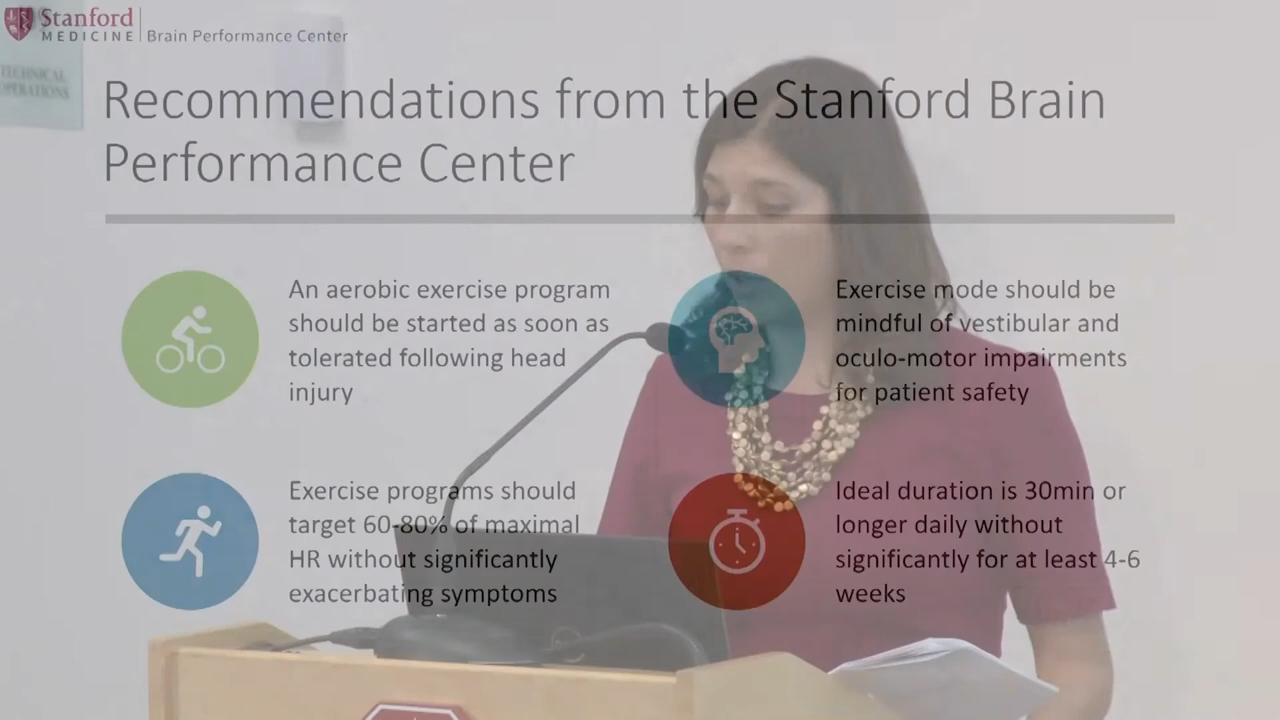 Stanford
MEDICINE | Brain Performance Center
TECHNICAL
OPERATIONS
Recommendations from the Stanford Brain
Performance Center
An aerobic exercise program
should be started as soon as
tolerated following head
injury
Exercise mode should be
mindful of vestibular and
oculo-motor impairments
for patient safety
Exercise programs should
target 60-80% of maximal
HR without significantly
exacerbating symptoms
Ideal duration is 30min or
longer daily without
significantly for at least 4-6
weeks